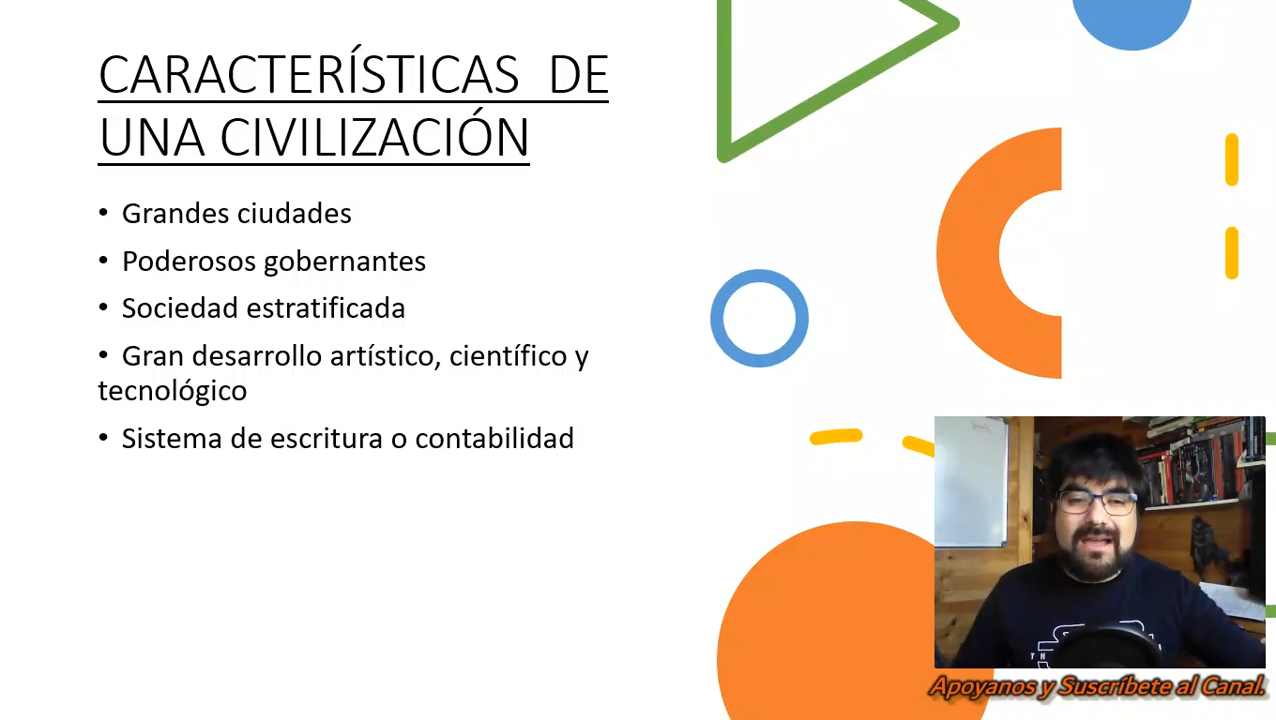 CARACTERÍSTICAS DE
UNA CIVILIZACIÓN
• Grandes ciudades
• Poderosos gobernantes
• Sociedad estratificada
• Gran desarrollo artístico, científico y
tecnológico
• Sistema de escritura o contabilidad
Apoyanos y Suscríbete al Canal.